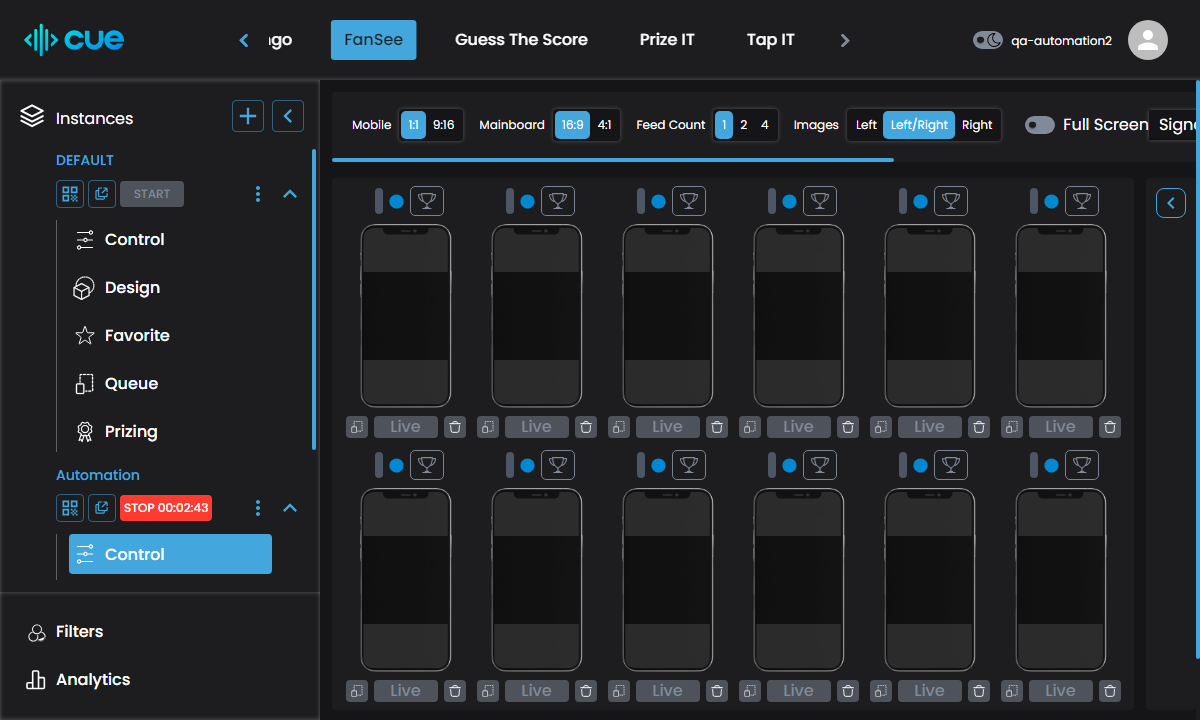 cue
FanSee
Guess The Score
Prize IT
Tap IT
qa-automation2
Instances
DEFAULT
START
Control
Design
Favorite
Queue
Prizing
Automation
STOP 00:02:43
Control
Filters
Analytics
Mobile 1:1 9:16
Mainboard 16:9 4:1
Feed Count 1 2 4
Images Left Left/Right Right
Full Screen
Live Live Live Live Live Live
Live Live Live Live Live Live